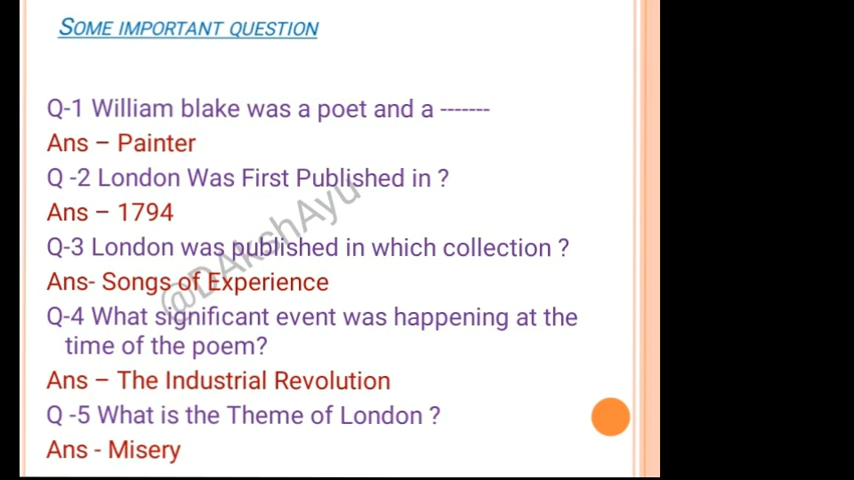 SOME IMPORTANT QUESTION
Q-1 William blake was a poet and a -------
Ans – Painter
Q -2 London Was First Published in ?
Ans – 1794
Q-3 London was published in which collection ?
Ans- Songs of Experience
Q-4 What significant event was happening at the
time of the poem?
Ans – The Industrial Revolution
Q -5 What is the Theme of London ?
Ans - Misery
@DAkshAyu